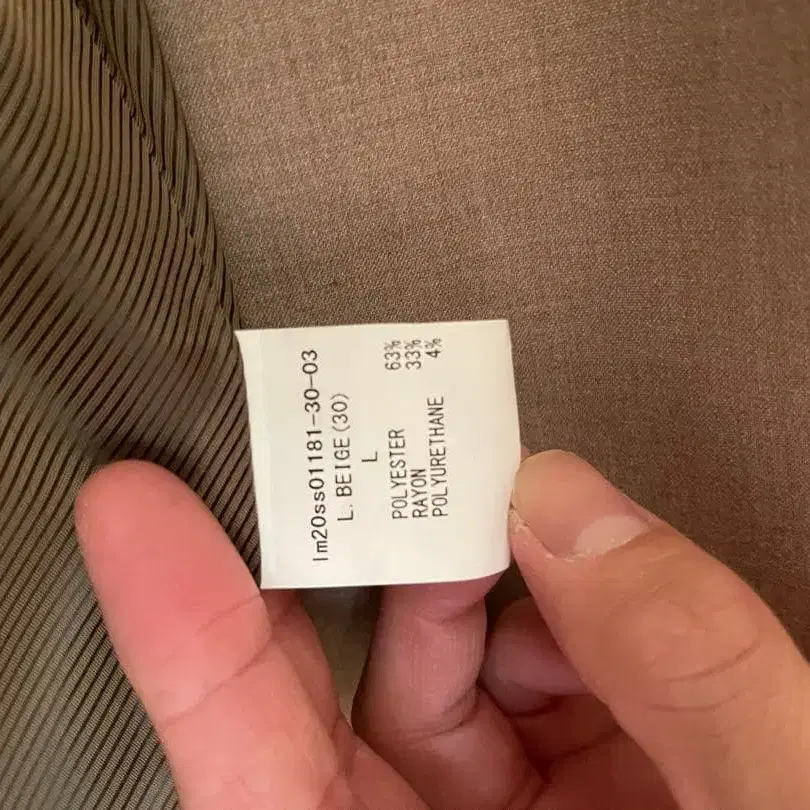 lm20ss01181-30-03
L. BEIGE(30)
L
POLYESTER 63%
RAYON 33%
POLYURETHANE 4%